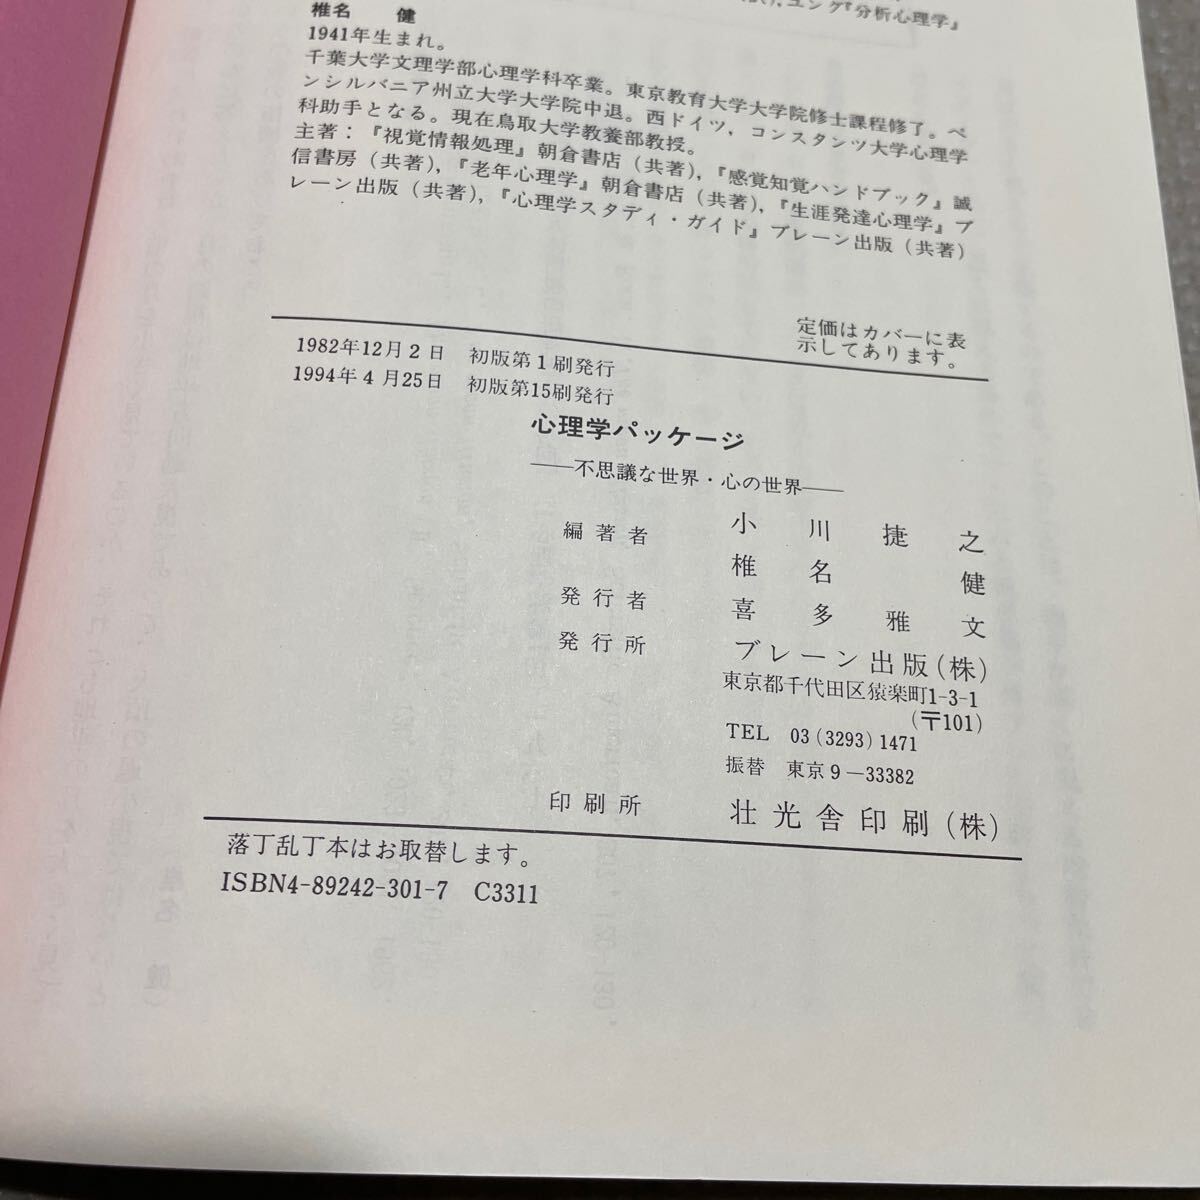 ユング『分析心理学』
椎名　健
1941年生まれ。
千葉大学文理学部心理学科卒業。東京教育大学大学院修士課程修了。ペ
ンシルバニア州立大学大学院中退。西ドイツ，コンスタンツ大学心理学
科助手となる。現在鳥取大学教養部教授。
主著：『視覚情報処理』朝倉書店（共著），『感覚知覚ハンドブック』誠
信書房（共著），『老年心理学』朝倉書店（共著），『生涯発達心理学』ブ
レーン出版（共著），『心理学スタディ・ガイド』ブレーン出版（共著）
定価はカバーに表
示してあります。
1982年12月2日　初版第1刷発行
1994年4月25日　初版第15刷発行
心理学パッケージ
――不思議な世界・心の世界――
編著者　小川捷之
椎名　健
発行者　喜多雅文
発行所　ブレーン出版(株)
東京都千代田区猿楽町1-3-1
(〒101)
TEL　03(3293)1471
振替　東京9－33382
印刷所　壮光舎印刷(株)
落丁乱丁本はお取替します。
ISBN4-89242-301-7　C3311